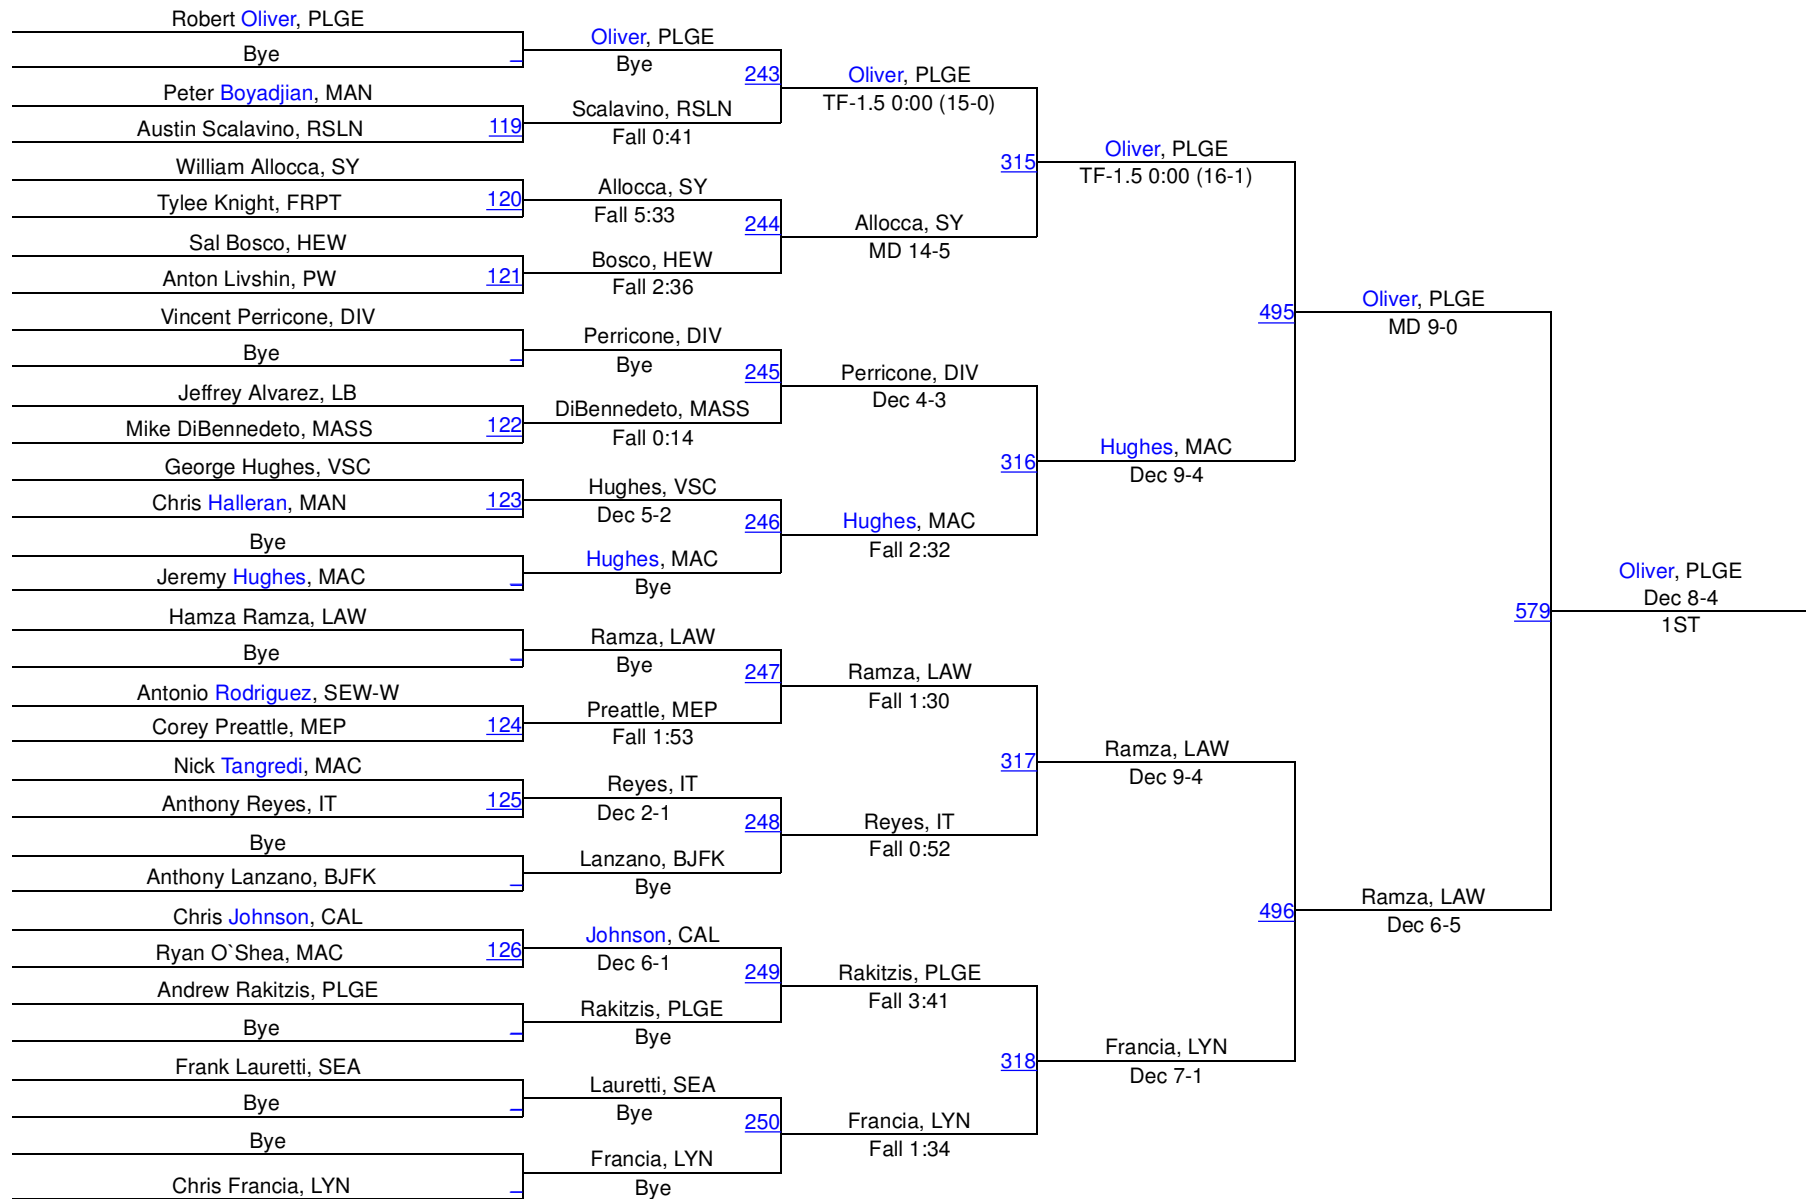 Robert Oliver, PLGE
Bye
Peter Boyadjian, MAN
Austin Scalavino, RSLN
119
William Allocca, SY
Tylee Knight, FRPT
120
Sal Bosco, HEW
Anton Livshin, PW
121
Vincent Perricone, DIV
Bye
Jeffrey Alvarez, LB
Mike DiBennedeto, MASS
122
George Hughes, VSC
Chris Halleran, MAN
123
Bye
Jeremy Hughes, MAC
Hamza Ramza, LAW
Bye
Antonio Rodriguez, SEW-W
Corey Preattle, MEP
124
Nick Tangredi, MAC
Anthony Reyes, IT
125
Bye
Anthony Lanzano, BJFK
Chris Johnson, CAL
Ryan O`Shea, MAC
126
Andrew Rakitzis, PLGE
Bye
Frank Lauretti, SEA
Bye
Bye
Chris Francia, LYN
Oliver, PLGE
Bye
243
Scalavino, RSLN
Fall 0:41
Allocca, SY
Fall 5:33
244
Bosco, HEW
Fall 2:36
Perricone, DIV
Bye
245
DiBennedeto, MASS
Fall 0:14
Hughes, VSC
Dec 5-2
246
Hughes, MAC
Bye
Ramza, LAW
Bye
247
Preattle, MEP
Fall 1:53
Reyes, IT
Dec 2-1
248
Lanzano, BJFK
Bye
Johnson, CAL
Dec 6-1
249
Rakitzis, PLGE
Bye
Lauretti, SEA
Bye
250
Francia, LYN
Bye
Oliver, PLGE
TF-1.5 0:00 (15-0)
315
Allocca, SY
MD 14-5
Perricone, DIV
Dec 4-3
316
Hughes, MAC
Fall 2:32
Ramza, LAW
Fall 1:30
317
Reyes, IT
Fall 0:52
Rakitzis, PLGE
Fall 3:41
318
Francia, LYN
Fall 1:34
Oliver, PLGE
TF-1.5 0:00 (16-1)
495
Hughes, MAC
Dec 9-4
Ramza, LAW
Dec 9-4
496
Francia, LYN
Dec 7-1
Oliver, PLGE
MD 9-0
579
Ramza, LAW
Dec 6-5
Oliver, PLGE
Dec 8-4
1ST